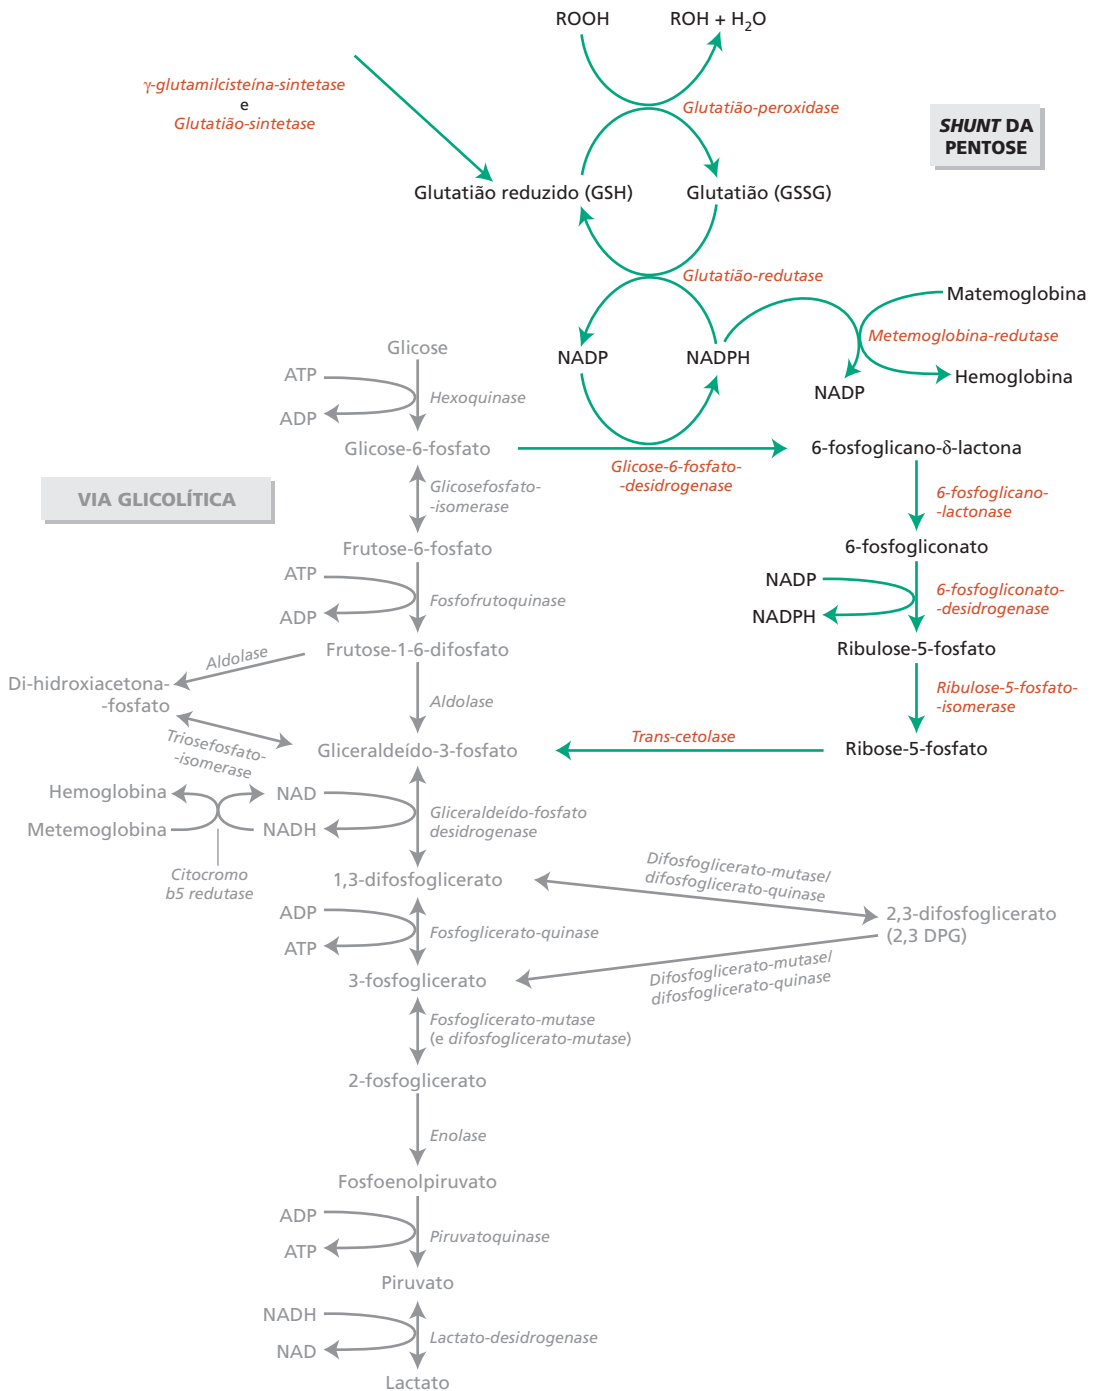 ROOH
ROH + H₂O
γ-glutamilcisteína-sintetase
e
Glutatião-sintetase
Glutatião-peroxidase
SHUNT DA
PENTOSE
Glutatião reduzido (GSH)
Glutatião (GSSG)
Glutatião-redutase
Matemoglobina
Metemoglobina-redutase
NADP
NADPH
NADP
Hemoglobina
Glicose
ATP
ADP
Hexoquinase
Glicose-6-fosfato
6-fosfoglicano-δ-lactona
Glicose-6-fosfato-
-desidrogenase
VIA GLICOLÍTICA
Glicosefosfato-
-isomerase
6-fosfoglicano-
-lactonase
Frutose-6-fosfato
6-fosfogliconato
ATP
ADP
Fosfofrutoquinase
NADP
NADPH
6-fosfogliconato-
-desidrogenase
Frutose-1-6-difosfato
Ribulose-5-fosfato
Aldolase
Di-hidroxiacetona-
-fosfato
Aldolase
Ribulose-5-fosfato-
-isomerase
Triosefosfato-
-isomerase
Gliceraldeído-3-fosfato
Trans-cetolase
Ribose-5-fosfato
Hemoglobina
Metemoglobina
NAD
NADH
Gliceraldeído-fosfato
desidrogenase
Citocromo
b5 redutase
1,3-difosfoglicerato
Difosfoglicerato-mutase/
difosfoglicerato-quinase
2,3-difosfoglicerato
(2,3 DPG)
ADP
ATP
Fosfoglicerato-quinase
3-fosfoglicerato
Difosfoglicerato-mutase/
difosfoglicerato-quinase
Fosfoglicerato-mutase
(e difosfoglicerato-mutase)
2-fosfoglicerato
Enolase
Fosfoenolpiruvato
ADP
ATP
Piruvatoquinase
Piruvato
NADH
NAD
Lactato-desidrogenase
Lactato